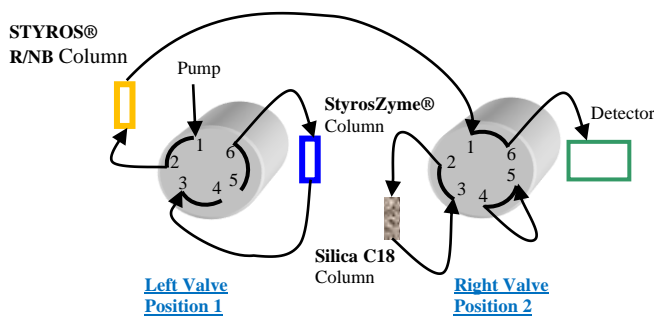 STYROS®
R/NB Column
Pump
StyrosZyme®
Column
Detector
1
2
3
4
5
6
1
2
3
4
5
6
Silica C18
Column
Left Valve
Position 1
Right Valve
Position 2